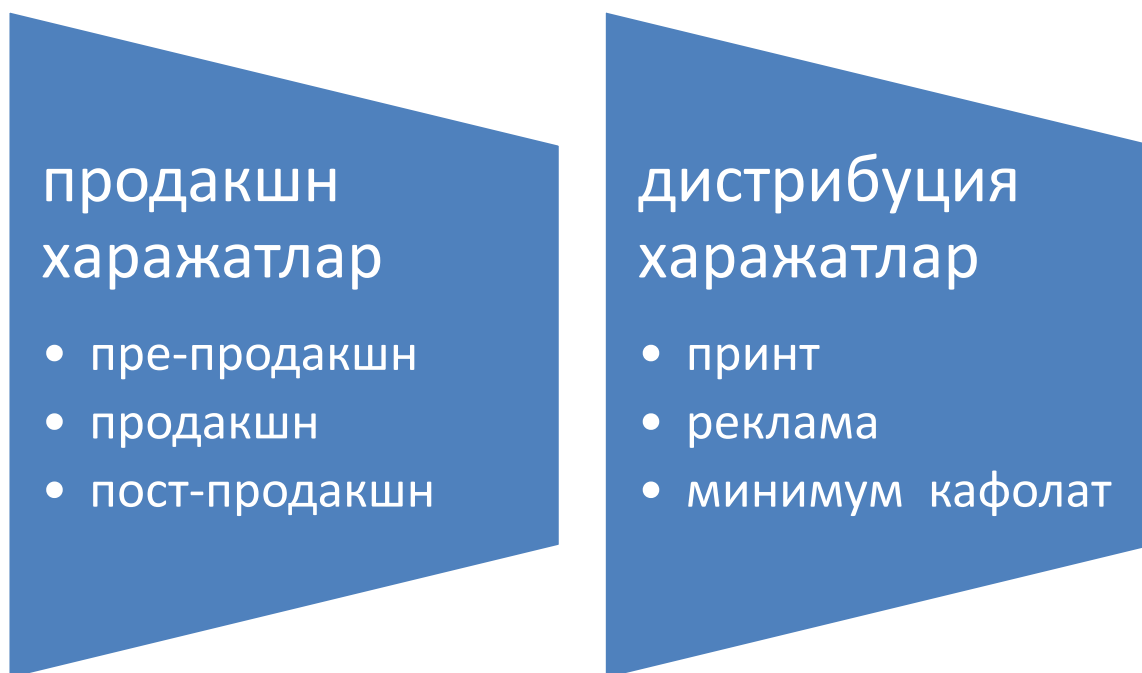 продакшн
харажатлар
• пре-продакшн
• продакшн
• пост-продакшн
дистрибуция
харажатлар
• принт
• реклама
• минимум кафолат